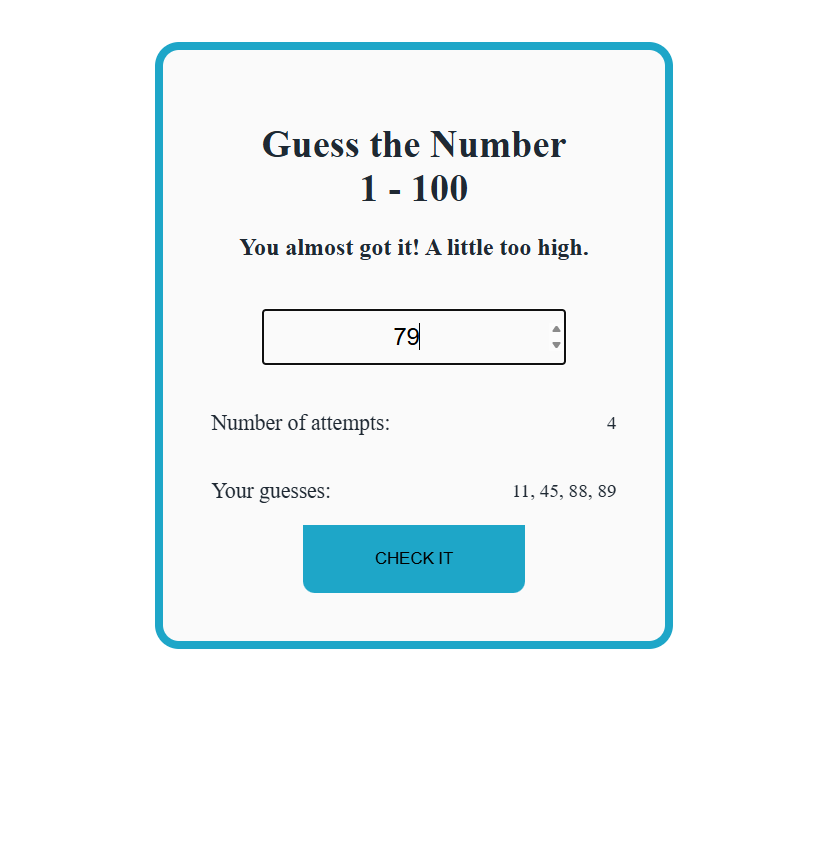 Guess the Number
1 - 100
You almost got it! A little too high.
79
Number of attempts: 4
Your guesses: 11, 45, 88, 89
CHECK IT